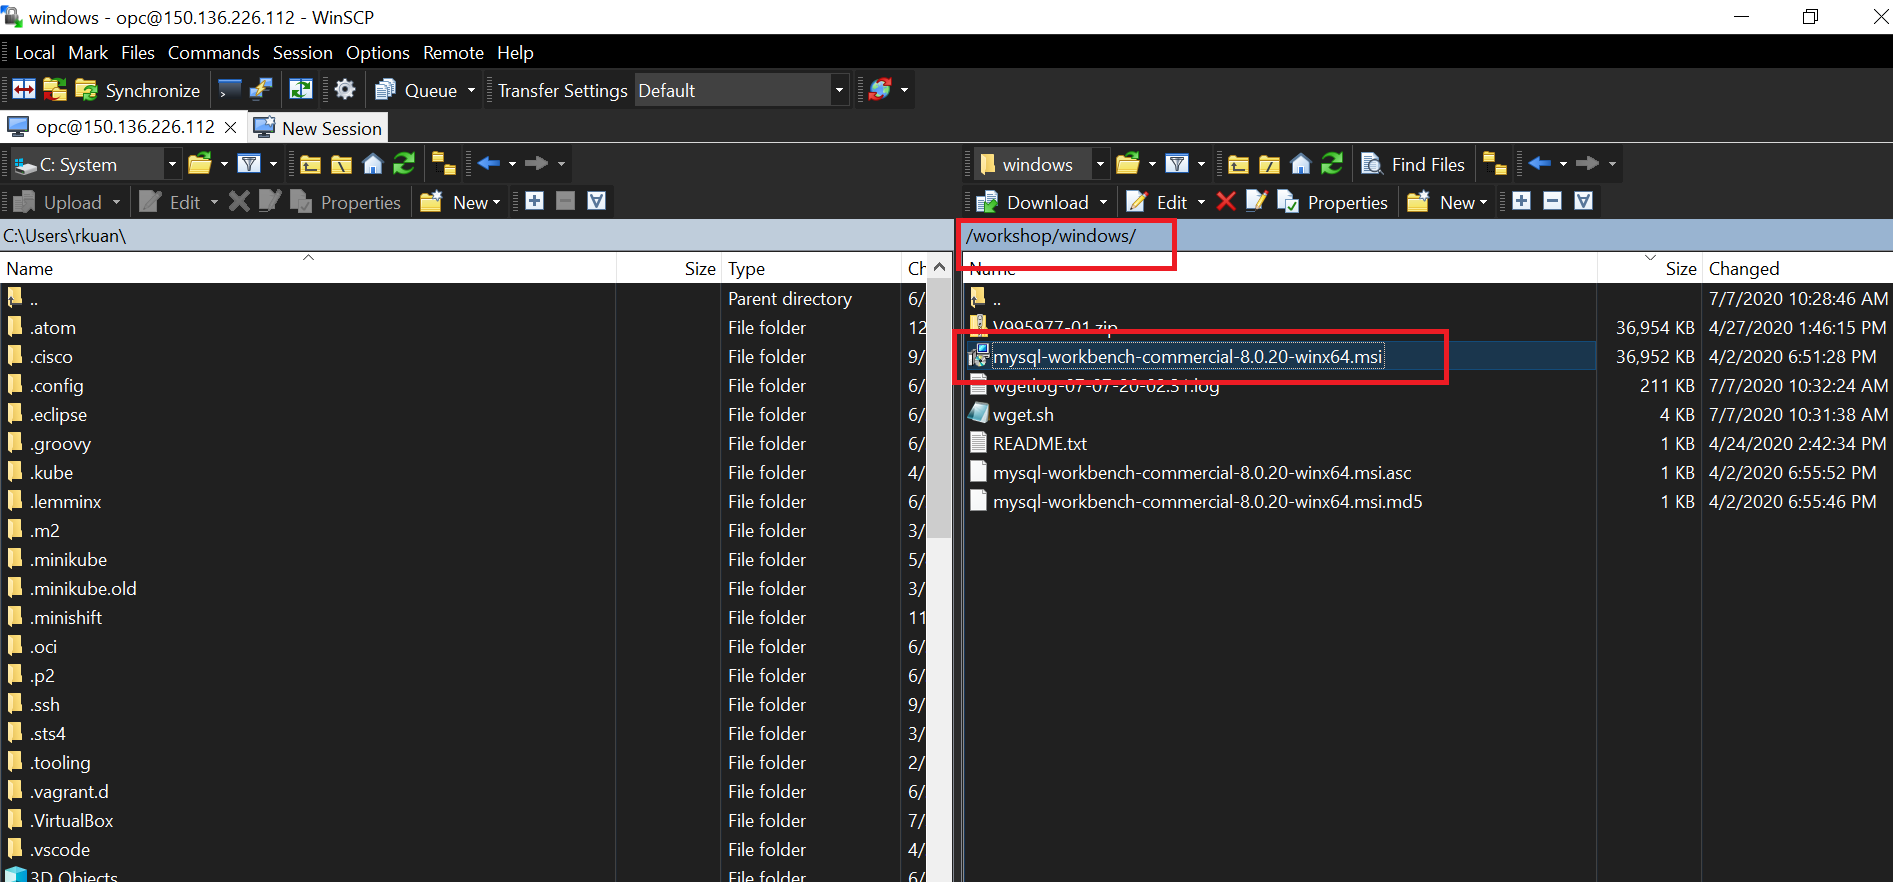 windows - opc@150.136.226.112 - WinSCP
Local Mark Files Commands Session Options Remote Help
Synchronize Queue Transfer Settings Default
opc@150.136.226.112 New Session
C: System
Upload Edit Properties New
C:\Users\rkuan\
Name Size Type Ch
.. Parent directory 6/
.atom File folder 12
.cisco File folder 9/
.config File folder 6/
.eclipse File folder 6/
.groovy File folder 6/
.kube File folder 4/
.lemminx File folder 6/
.m2 File folder 3/
.minikube File folder 5/
.minikube.old File folder 3/
.minishift File folder 11
.oci File folder 6/
.p2 File folder 6/
.ssh File folder 9/
.sts4 File folder 3/
.tooling File folder 2/
.vagrant.d File folder 6/
.VirtualBox File folder 7/
.vscode File folder 4/
3D Objects File folder 6/
windows Find Files
Download Edit Properties New
/workshop/windows/
Name Size Changed
.. 7/7/2020 10:28:46 AM
V995977-01.zip 36,954 KB 4/27/2020 1:46:15 PM
mysql-workbench-commercial-8.0.20-winx64.msi 36,952 KB 4/2/2020 6:51:28 PM
wgetlog-07-07-20-02:31.log 211 KB 7/7/2020 10:32:24 AM
wget.sh 4 KB 7/7/2020 10:31:38 AM
README.txt 1 KB 4/24/2020 2:42:34 PM
mysql-workbench-commercial-8.0.20-winx64.msi.asc 1 KB 4/2/2020 6:55:52 PM
mysql-workbench-commercial-8.0.20-winx64.msi.md5 1 KB 4/2/2020 6:55:46 PM